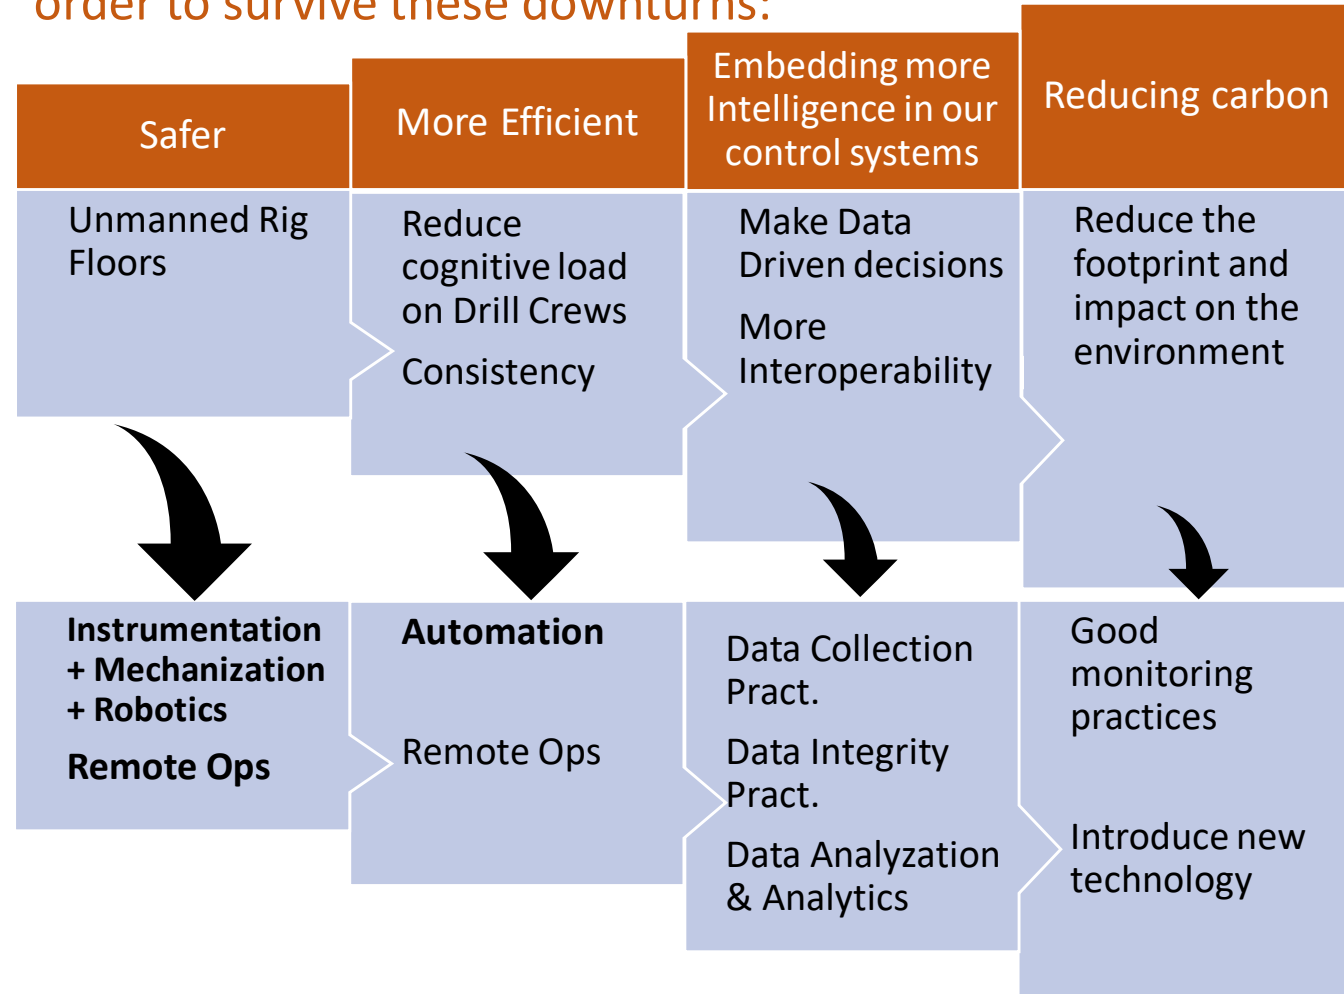 order to survive these downturns:
Safer
More Efficient
Embedding more
Intelligence in our
control systems
Reducing carbon
Unmanned Rig
Floors
Reduce
cognitive load
on Drill Crews
Consistency
Make Data
Driven decisions
More
Interoperability
Reduce the
footprint and
impact on the
environment
Instrumentation
+ Mechanization
+ Robotics
Remote Ops
Automation
Remote Ops
Data Collection
Pract.
Data Integrity
Pract.
Data Analyzation
& Analytics
Good
monitoring
practices
Introduce new
technology